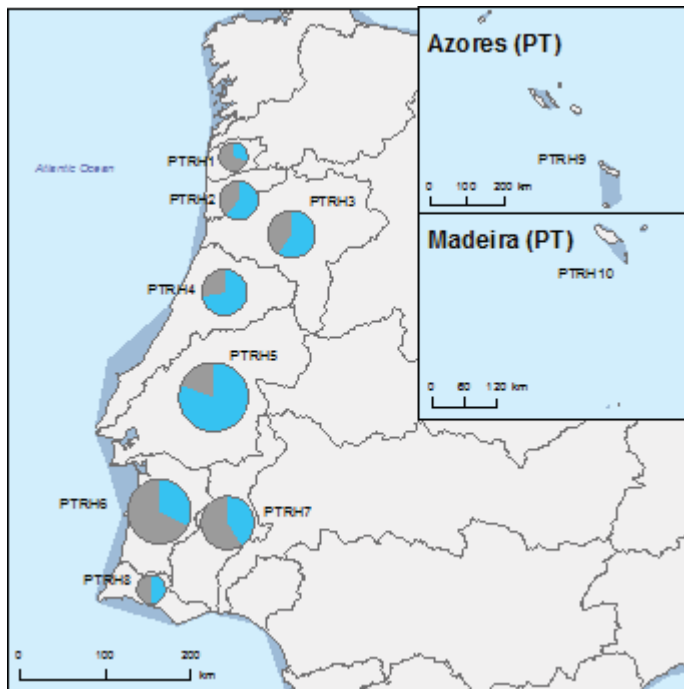 Azores (PT)
PTRH9
0 100 200
km
Madeira (PT)
PTRH10
0 60 120
km
Atlantic Ocean
PTRH1
PTRH2
PTRH3
PTRH4
PTRH5
PTRH6
PTRH7
PTRH8
0 100 200
km